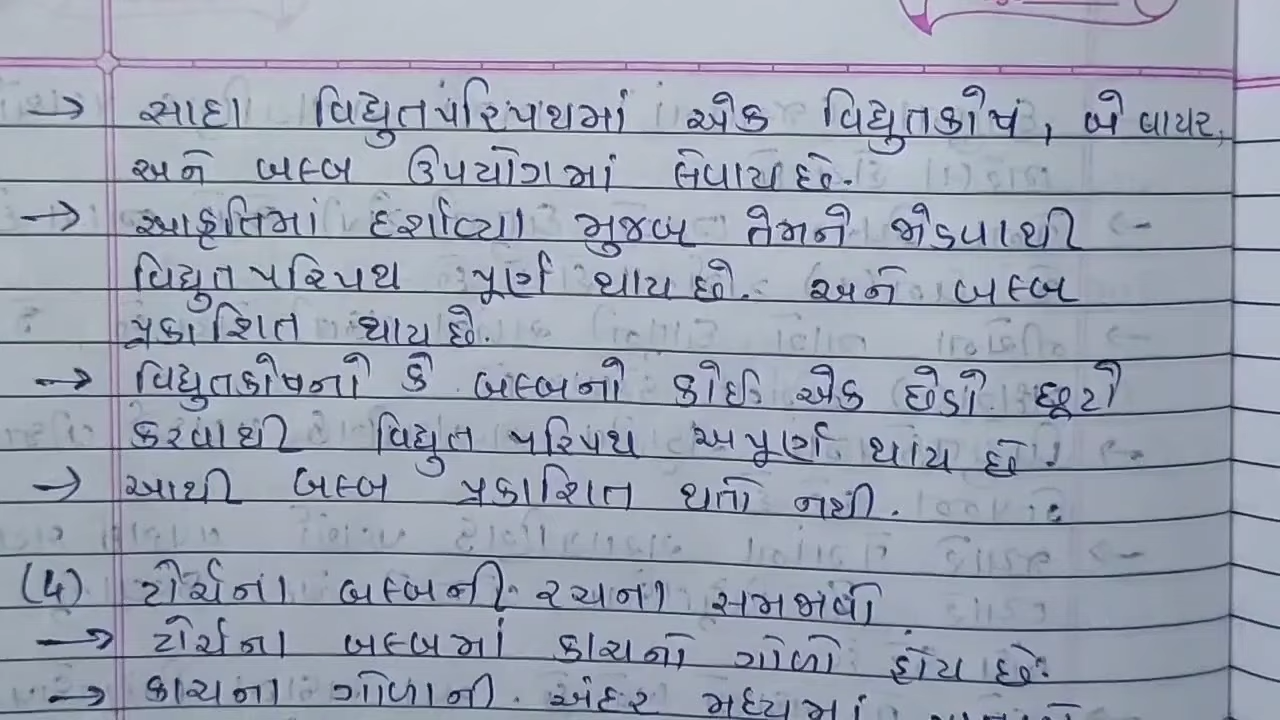 → સાદા વિદ્યુતપરિપથમાં એક વિદ્યુતકોષ, બે વાયર,
અને બલ્બ ઉપયોગમાં લેવાય છે.
→ આકૃતિમાં દર્શાવ્યા મુજબ તેમને જોડવાથી
વિદ્યુત પરિપથ પૂર્ણ થાય છે. અને બલ્બ
પ્રકાશિત થાય છે.
→ વિદ્યુતકોષનો કે બલ્બનો કોઈ એક છેડો છૂટો
કરવાથી વિદ્યુત પરિપથ અપૂર્ણ થાય છે.
→ આથી બલ્બ પ્રકાશિત થતો નથી.
(4) ટોર્ચના બલ્બની રચના સમજાવો
→ ટોર્ચના બલ્બમાં કાચનો ગોળો હોય છે.
→ કાચના ગોળાની અંદર મધ્યમાં